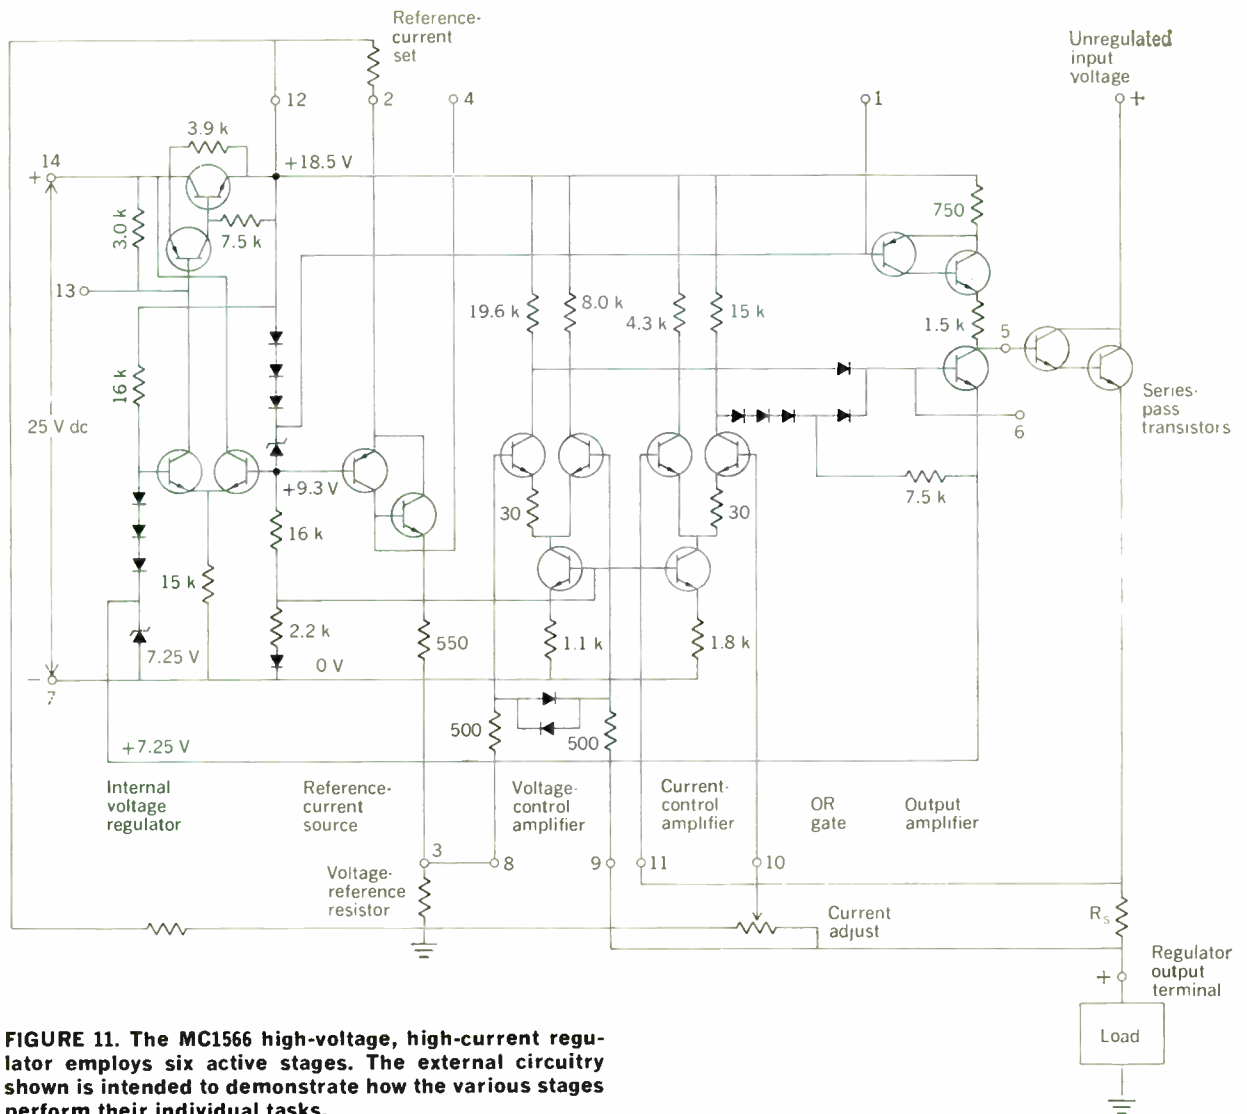 Reference-
current
set
Unregulated
input
voltage
12
2
4
1
+
3.9 k
14
+
+18.5 V
750
3.0 k
7.5 k
13
19.6 k
8.0 k
4.3 k
15 k
1.5 k
5
16 k
25 V dc
Series-
pass
transistors
6
+9.3 V
7.5 k
30
30
16 k
15 k
2.2 k
550
1.1 k
1.8 k
7.25 V
0 V
−
7
500
500
+7.25 V
Internal
voltage
regulator
Reference-
current
source
Voltage-
control
amplifier
Current-
control
amplifier
OR
gate
Output
amplifier
3
8
9
11
10
Voltage-
reference
resistor
Current
adjust
Rs
Regulator
output
terminal
+
Load
FIGURE 11. The MC1566 high-voltage, high-current regu-
lator employs six active stages. The external circuitry
shown is intended to demonstrate how the various stages
perform their individual tasks.